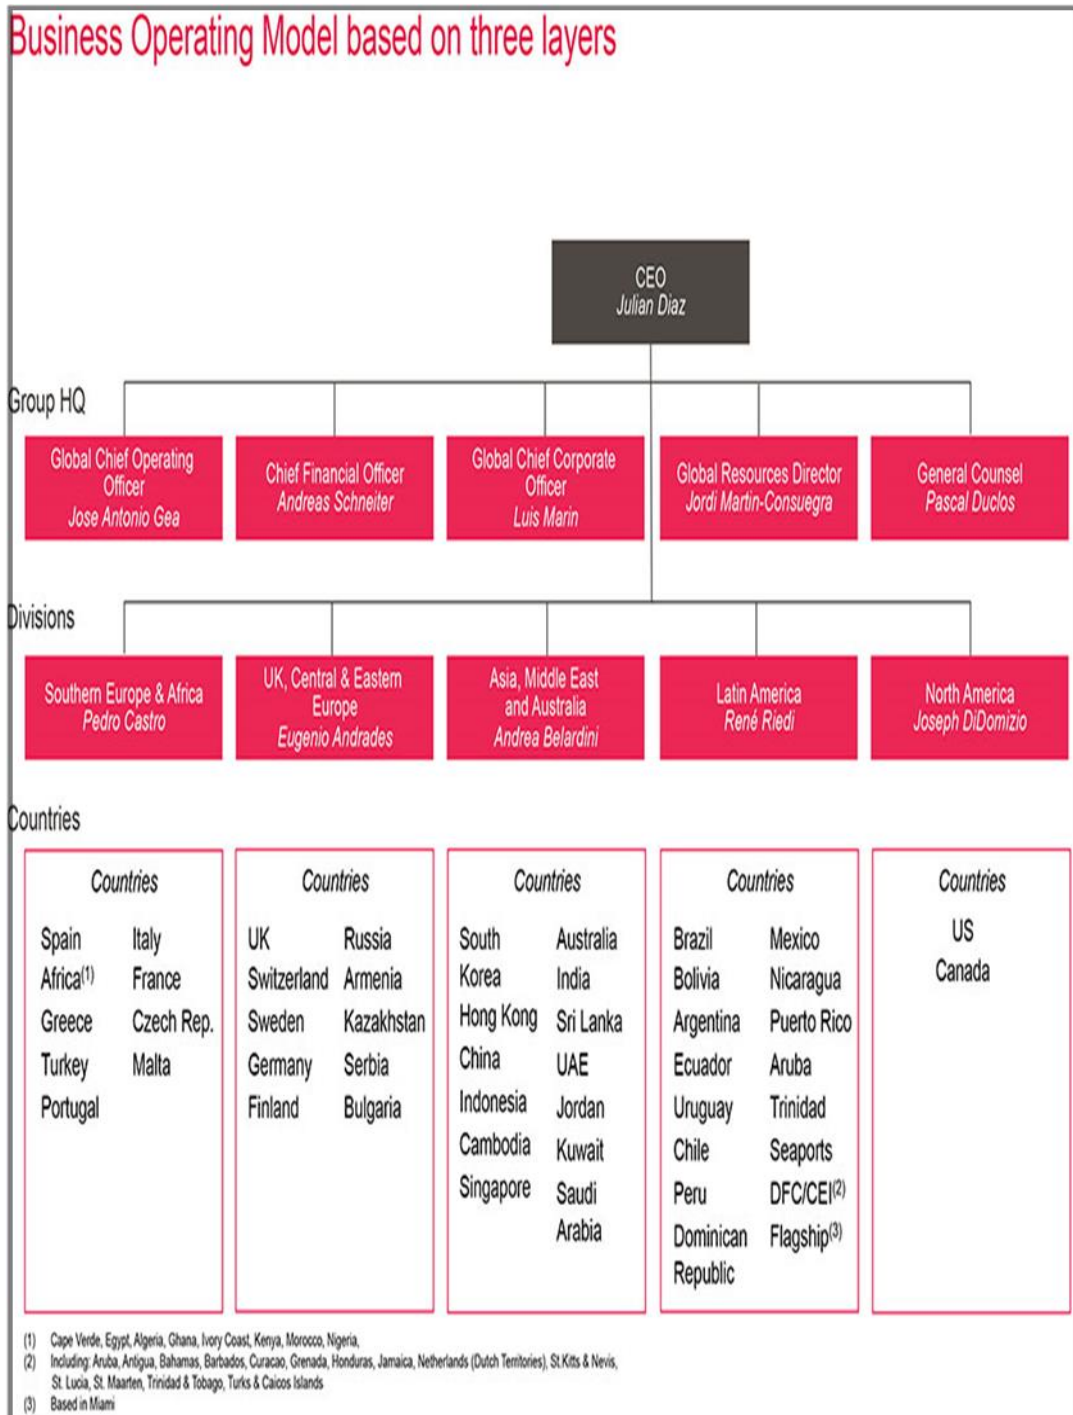 Business Operating Model based on three layers
CEO
Julian Diaz
Group HQ
Global Chief Operating
Officer
Jose Antonio Gea
Chief Financial Officer
Andreas Schneiter
Global Chief Corporate
Officer
Luis Marin
Global Resources Director
Jordi Martin-Consuegra
General Counsel
Pascal Duclos
Divisions
Southern Europe & Africa
Pedro Castro
UK, Central & Eastern
Europe
Eugenio Andrades
Asia, Middle East
and Australia
Andrea Belardini
Latin America
René Riedi
North America
Joseph DiDomizio
Countries
Countries
Spain
Africa(1)
Greece
Turkey
Portugal
Italy
France
Czech Rep.
Malta
Countries
UK
Switzerland
Sweden
Germany
Finland
Russia
Armenia
Kazakhstan
Serbia
Bulgaria
Countries
South
Korea
Hong Kong
China
Indonesia
Cambodia
Singapore
Australia
India
Sri Lanka
UAE
Jordan
Kuwait
Saudi
Arabia
Countries
Brazil
Bolivia
Argentina
Ecuador
Uruguay
Chile
Peru
Dominican
Republic
Mexico
Nicaragua
Puerto Rico
Aruba
Trinidad
Seaports
DFC/CEI(2)
Flagship(3)
Countries
US
Canada
(1) Cape Verde, Egypt, Algeria, Ghana, Ivory Coast, Kenya, Morocco, Nigeria,
(2) Including: Aruba, Antigua, Bahamas, Barbados, Curacao, Grenada, Honduras, Jamaica, Netherlands (Dutch Territories), St.Kitts & Nevis,
St. Lucia, St. Maarten, Trinidad & Tobago, Turks & Caicos Islands
(3) Based in Miami